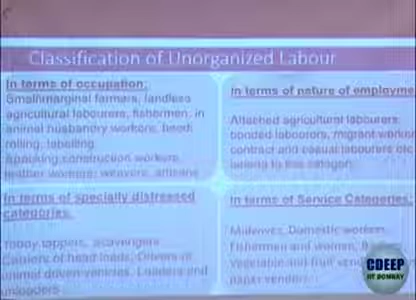 Classification of Unorganized Labour
In terms of occupation:
Small/marginal farmers, landless
agricultural labourers, fishermen, in
animal husbandry workers, beedi
rolling, labelling
packing, construction workers
leather workers, weavers, artisans
In terms of nature of employme
Attached agricultural labourers
bonded labourers, migrant worke
contract and casual labourers etc
belong to this category
In terms of specially distressed
categories:
Toddy tappers, Scavengers
Carriers of head loads, Drivers of
animal driven vehicles, Loaders and
unloaders
In terms of Service Categories:
Midwives, Domestic workers
Fishermen and women, B
Vegetable and fruit vend
paper vendors
CDEEP
IIT BOMBAY